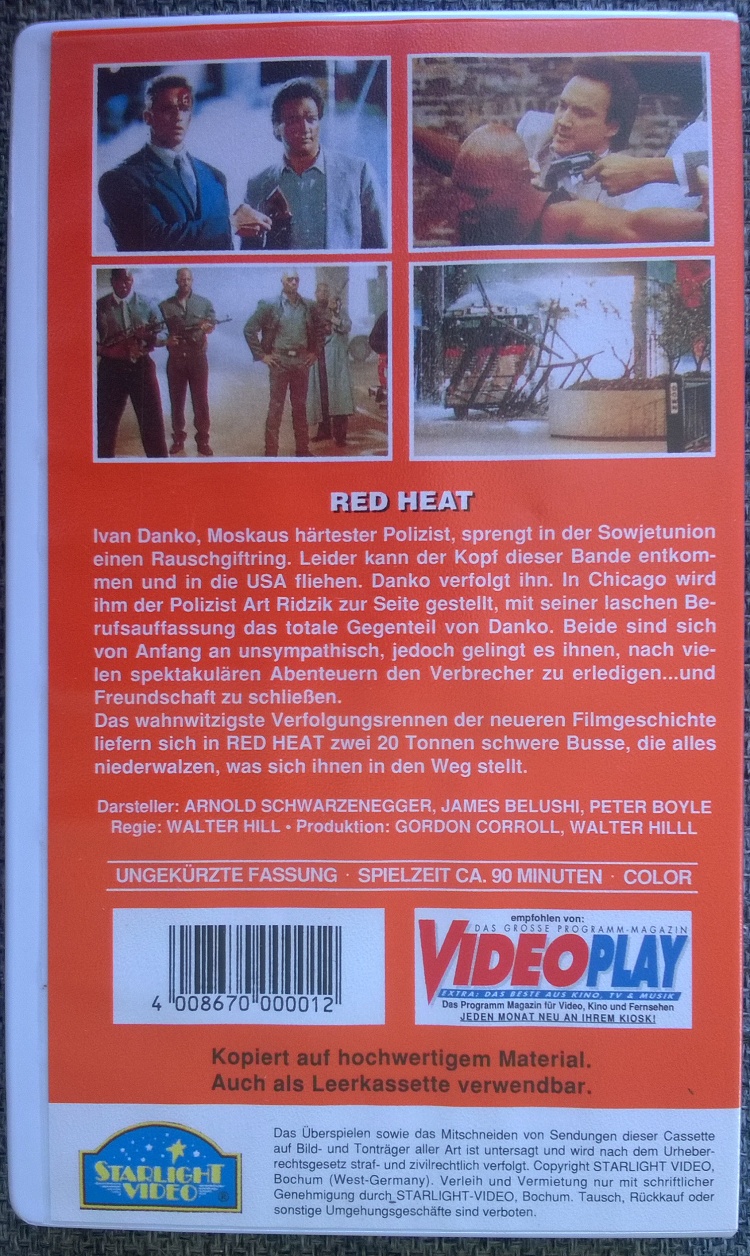 RED HEAT
Ivan Danko, Moskaus härtester Polizist, sprengt in der Sowjetunion
einen Rauschgiftring. Leider kann der Kopf dieser Bande entkom-
men und in die USA fliehen. Danko verfolgt ihn. In Chicago wird
ihm der Polizist Art Ridzik zur Seite gestellt, mit seiner laschen Be-
rufsauffassung das totale Gegenteil von Danko. Beide sind sich
von Anfang an unsympathisch, jedoch gelingt es ihnen, nach vie-
len spektakulären Abenteuern den Verbrecher zu erledigen...und
Freundschaft zu schließen.
Das wahnwitzigste Verfolgungsrennen der neueren Filmgeschichte
liefern sich in RED HEAT zwei 20 Tonnen schwere Busse, die alles
niederwalzen, was sich ihnen in den Weg stellt.
Darsteller: ARNOLD SCHWARZENEGGER, JAMES BELUSHI, PETER BOYLE
Regie: WALTER HILL • Produktion: GORDON CORROLL, WALTER HILLL
UNGEKÜRZTE FASSUNG · SPIELZEIT CA. 90 MINUTEN · COLOR
4 008670 000012
empfohlen von:
DAS GROSSE PROGRAMM-MAGAZIN
VIDEOPLAY
EXTRA: DAS BESTE AUS KINO, TV & MUSIK
Das Programm Magazin für Video, Kino und Fernsehen
JEDEN MONAT NEU AN IHREM KIOSK!
Kopiert auf hochwertigem Material.
Auch als Leerkassette verwendbar.
STARLIGHT
VIDEO ®
Das Überspielen sowie das Mitschneiden von Sendungen dieser Cassette
auf Bild- und Tonträger aller Art ist untersagt und wird nach dem Urheber-
rechtsgesetz straf- und zivilrechtlich verfolgt. Copyright STARLIGHT VIDEO,
Bochum (West-Germany). Verleih und Vermietung nur mit schriftlicher
Genehmigung durch STARLIGHT-VIDEO, Bochum. Tausch, Rückkauf oder
sonstige Umgehungsgeschäfte sind verboten.